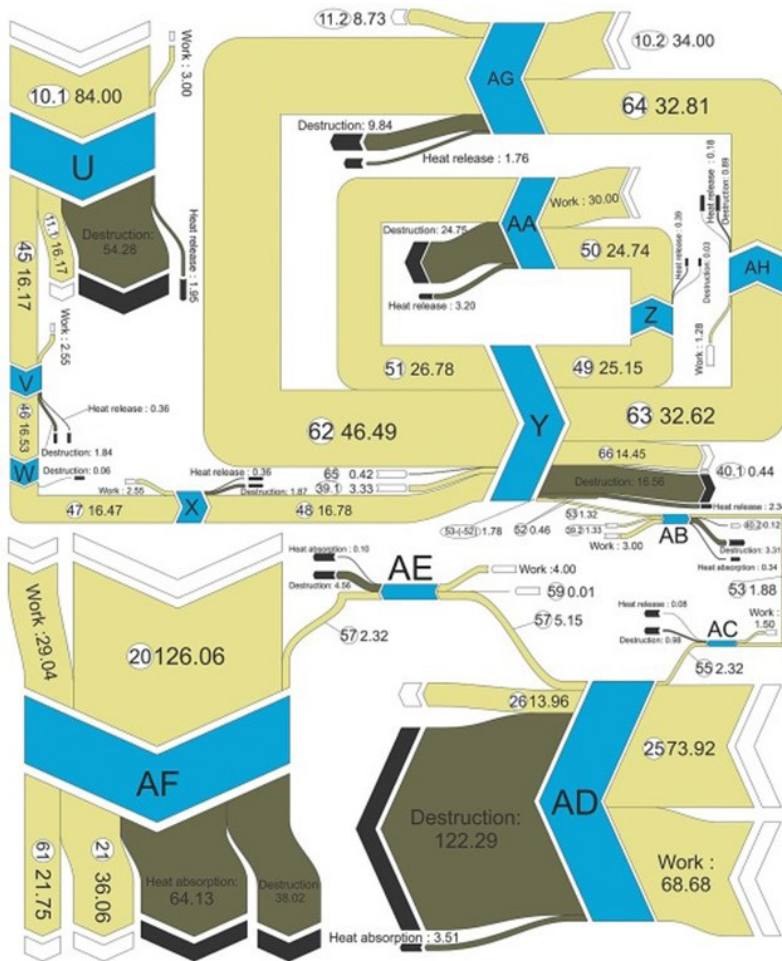 11.2 8.73
10.2 34.00
Work : 3.00
10.1 84.00
AG
64 32.81
U
Destruction: 9.84
Heat release : 1.76
Heat release : 0.18
Destruction: 0.89
Work : 30.00
AA
Destruction: 24.75
50 24.74
Heat release : 0.39
Destruction: 0.03
AH
45 16.17
11.1 16.17
Destruction:
54.28
Heat release : 1.95
Heat release :
3.20
Z
Work : 1.28
Work : 2.55
51 26.78
49 25.15
V
46 16.53
Heat release : 0.36
62 46.49
Y
63 32.62
Destruction: 1.84
W
Destruction: 0.06
66 14.45
40.1 0.44
Heat release : 0.36
65 0.42
Destruction: 16.56
Work : 2.55
Destruction: 1.87
39.1 3.33
Heat release : 2.34
47 16.47
X
48 16.78
53-(-52) 1.78
52 0.46
53 1.32
39.2 1.33
AB
40.2 0.12
Destruction: 3.31
Work : 3.00
Heat absorption : 0.34
Heat absorption : 0.10
AE
Work :4.00
53
1.88
Destruction: 4.56
59 0.01
Heat release : 0.08
Work :
1.50
AC
Destruction: 0.98
Work :29.04
20 126.06
57 2.32
57 5.15
55 2.32
26 13.96
25 73.92
AF
AD
Destruction:
122.29
Work :
68.68
61 21.75
21 36.06
Heat absorption:
64.13
Destruction
38.02
Heat absorption : 3.51